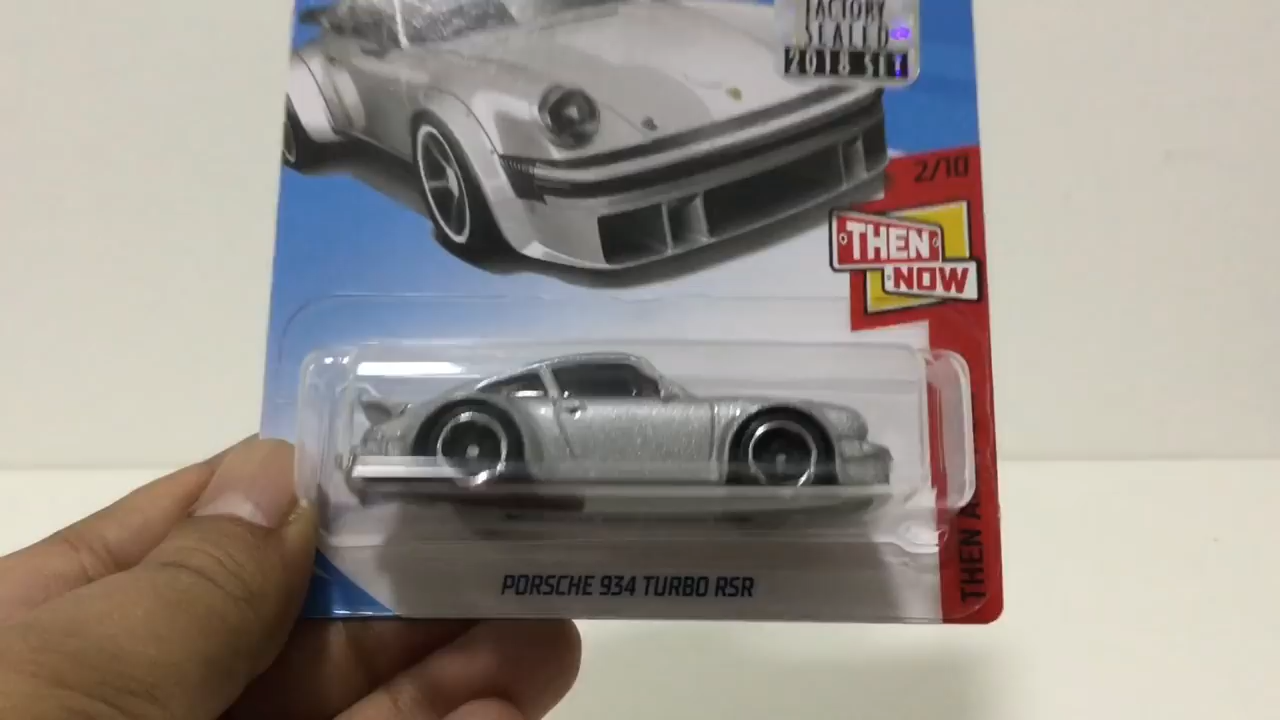 FACTORY
SEALED
2018 SET
2/10
THEN
NOW
THEN A
PORSCHE 934 TURBO RSR